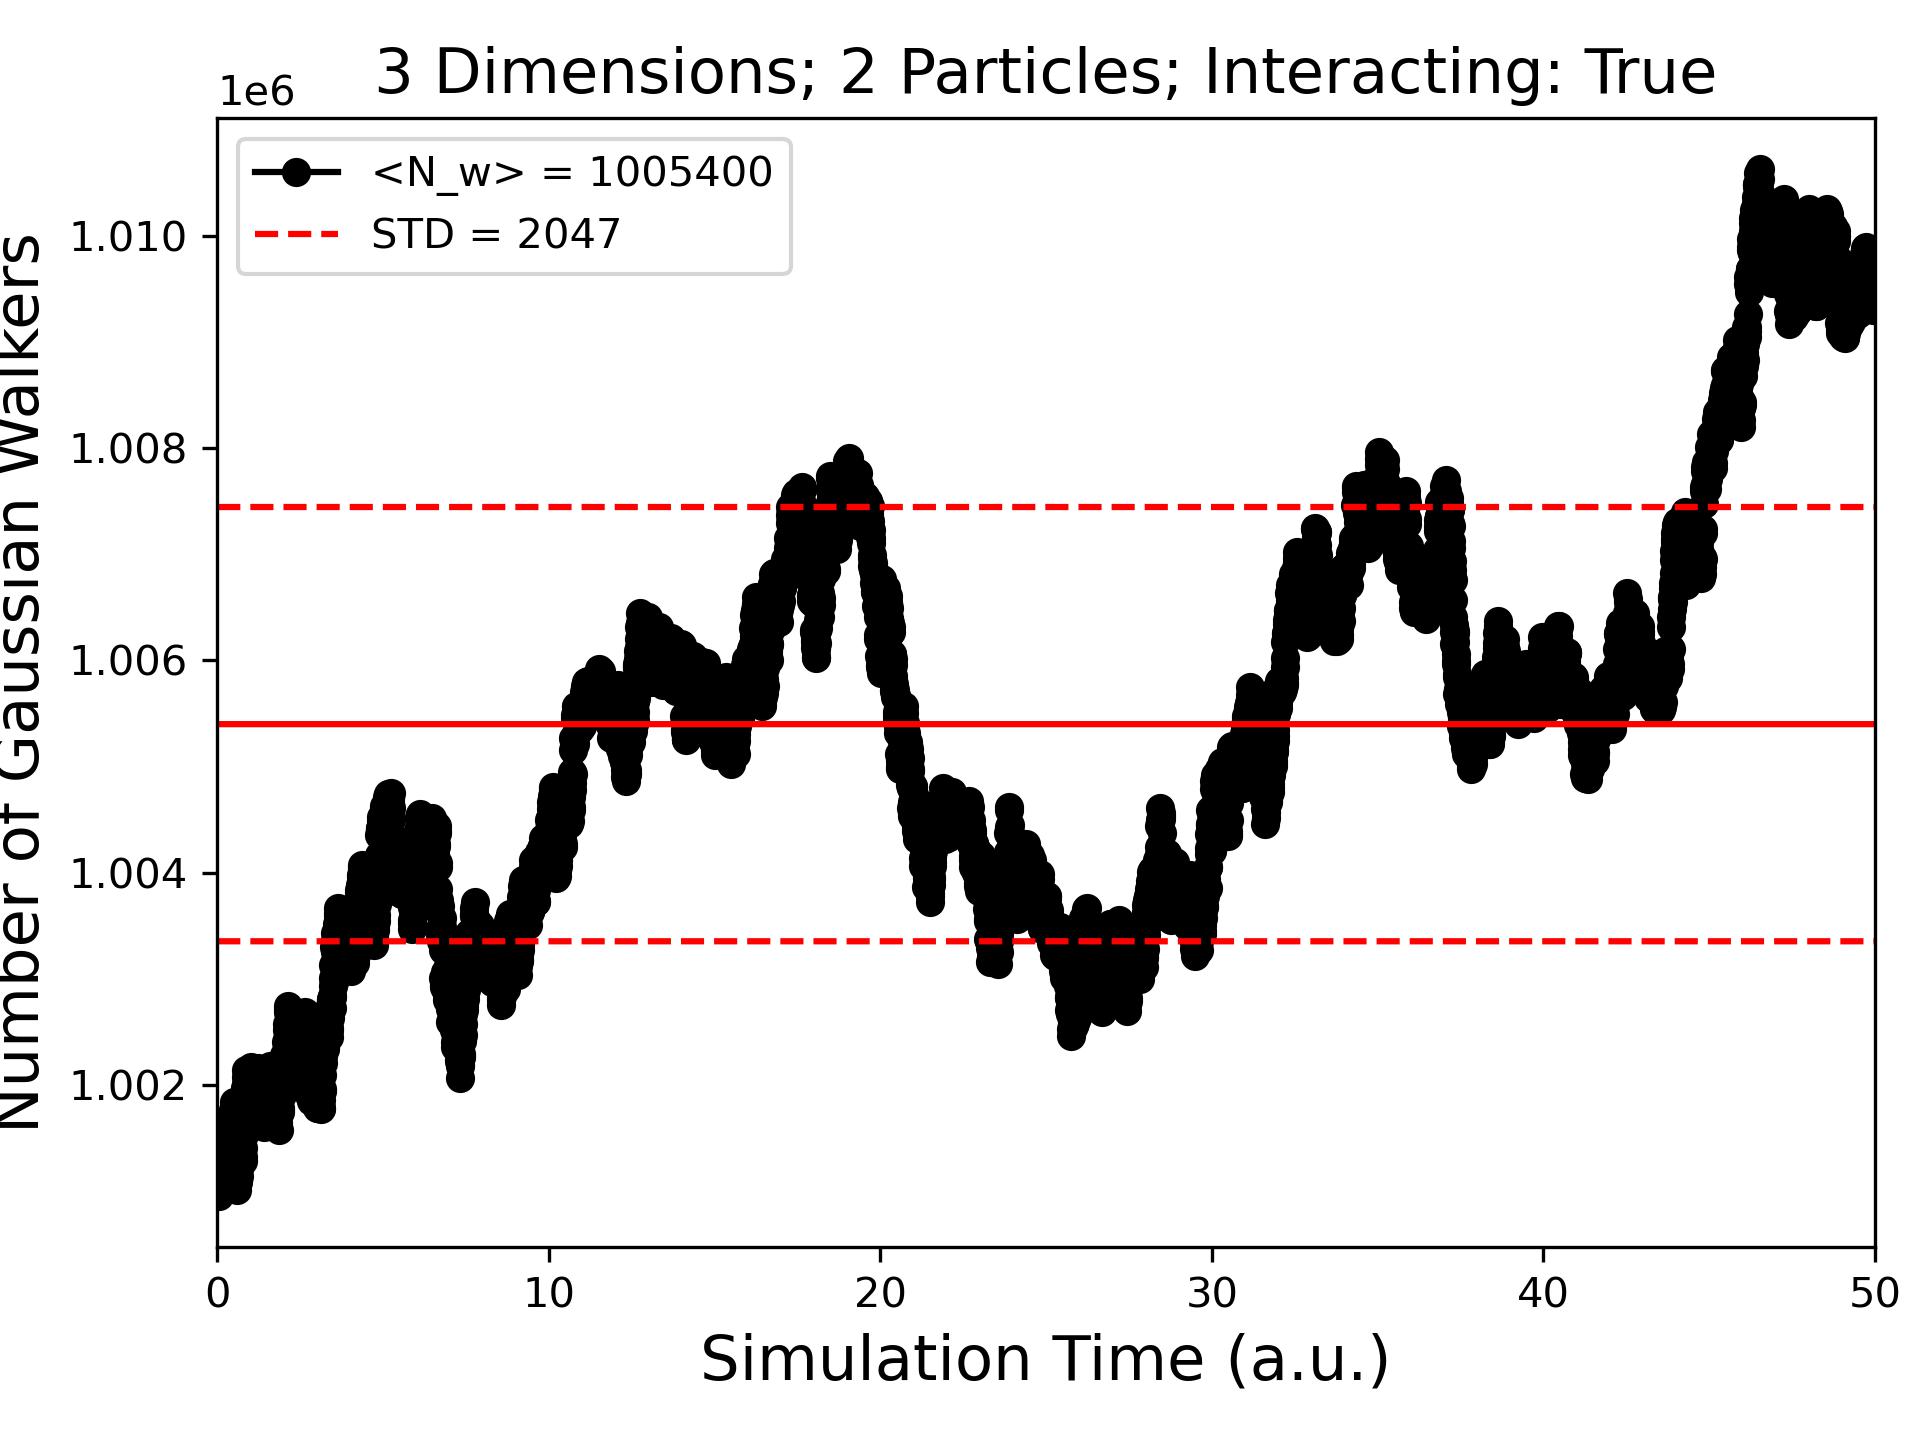 3 Dimensions; 2 Particles; Interacting: True
1e6
<N_w> = 1005400
STD = 2047
Number of Gaussian Walkers
1.010
1.008
1.006
1.004
1.002
0 10 20 30 40 50
Simulation Time (a.u.)